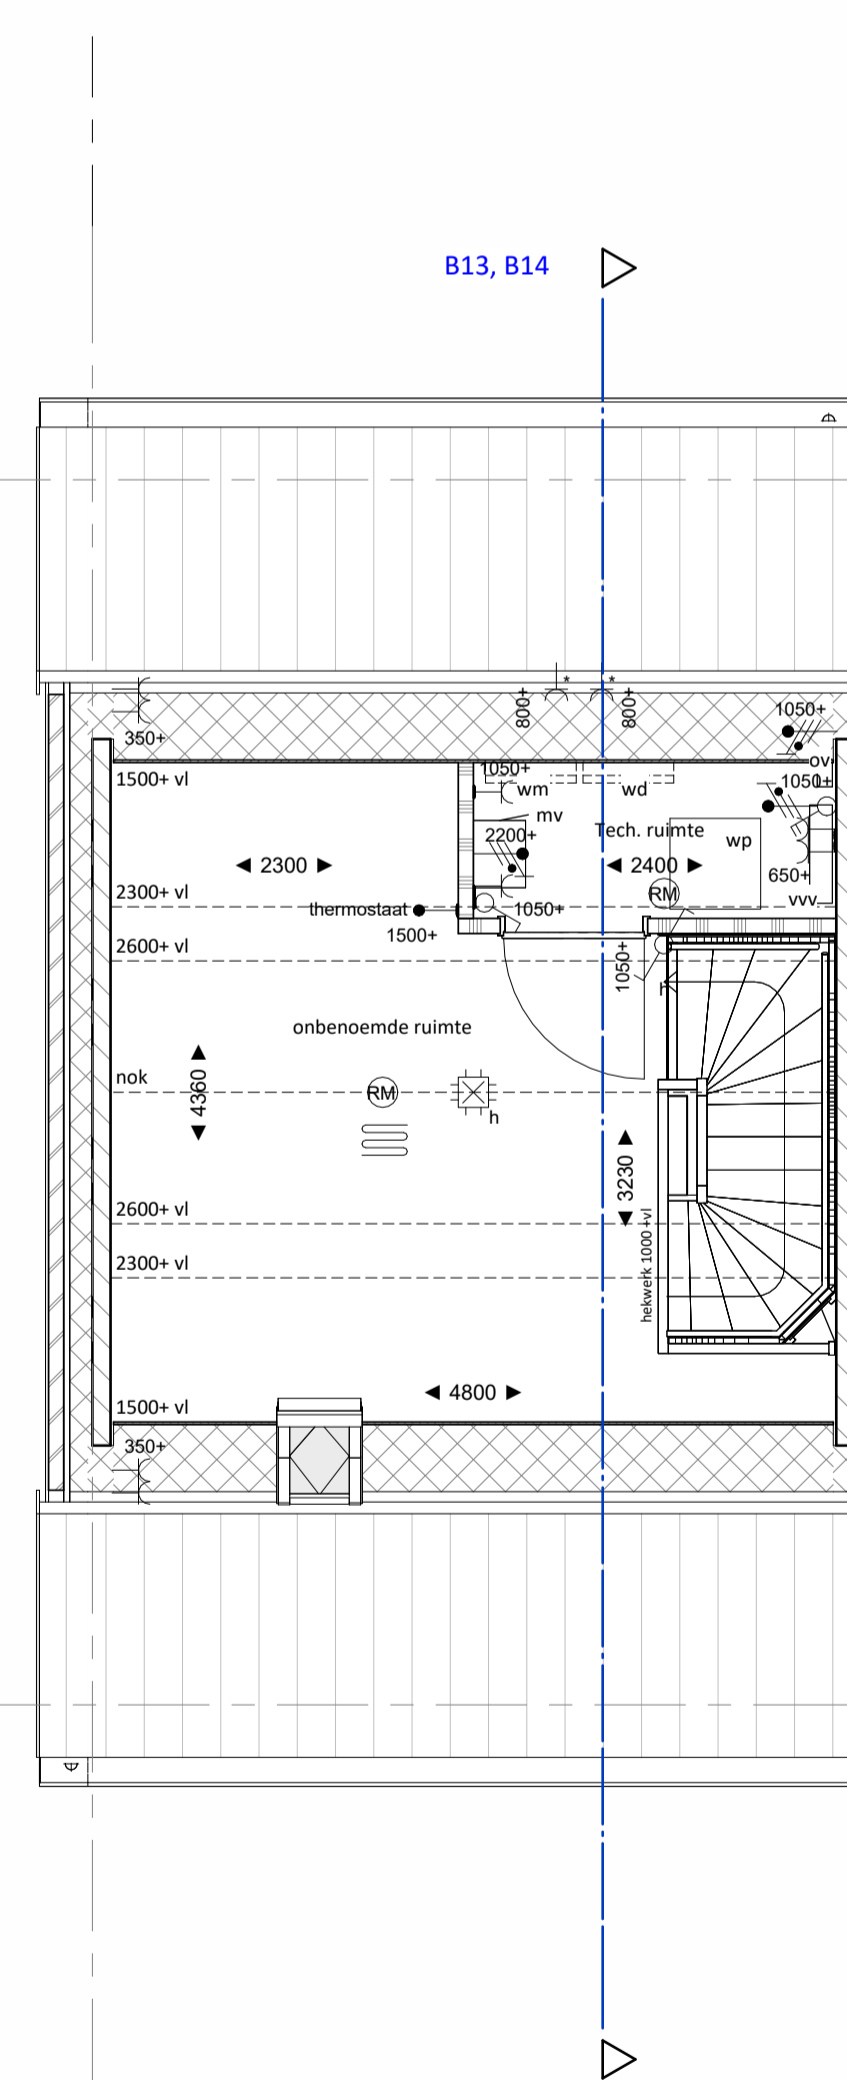 B13, B14
*
*
800+
800+
350+
1050+
ov
1500+ vl
1050+
wm
wd
1050+
mv
2200+
Tech. ruimte
wp
2300
2400
650+
RM
vvv
2300+ vl
thermostaat
1050+
1500+
2600+ vl
1050+
onbenoemde ruimte
nok
4360
RM
h
3230
2600+ vl
hekwerk 1000 +vl
2300+ vl
4800
1500+ vl
350+